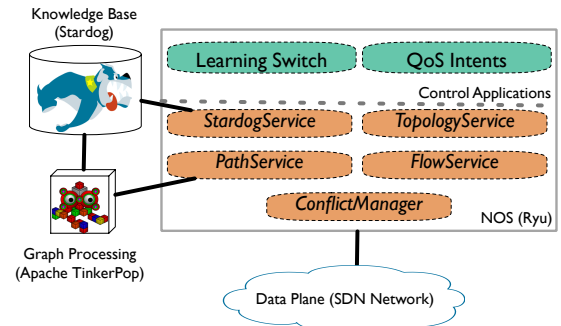 Knowledge Base
(Stardog)
Learning Switch
QoS Intents
Control Applications
StardogService
TopologyService
PathService
FlowService
ConflictManager
NOS (Ryu)
Graph Processing
(Apache TinkerPop)
Data Plane (SDN Network)